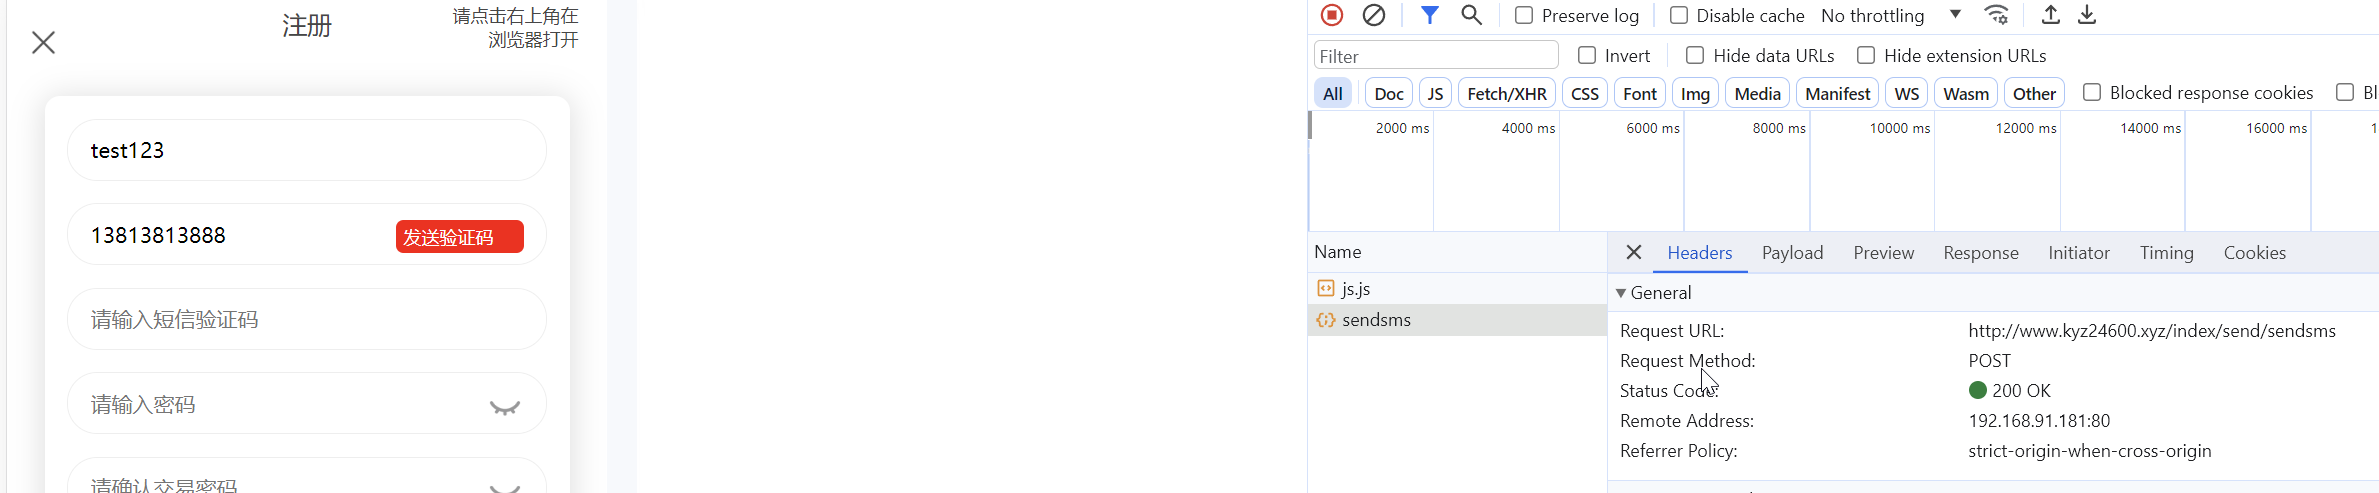 注册
请点击右上角在
浏览器打开
test123
13813813888 发送验证码
请输入短信验证码
请输入密码
请确认交易密码
Preserve log Disable cache No throttling
Filter Invert Hide data URLs Hide extension URLs
All Doc JS Fetch/XHR CSS Font Img Media Manifest WS Wasm Other Blocked response cookies Bl
2000 ms 4000 ms 6000 ms 8000 ms 10000 ms 12000 ms 14000 ms 16000 ms 1
Name Headers Payload Preview Response Initiator Timing Cookies
js.js
sendsms
General
Request URL: http://www.kyz24600.xyz/index/send/sendsms
Request Method: POST
Status Code: 200 OK
Remote Address: 192.168.91.181:80
Referrer Policy: strict-origin-when-cross-origin